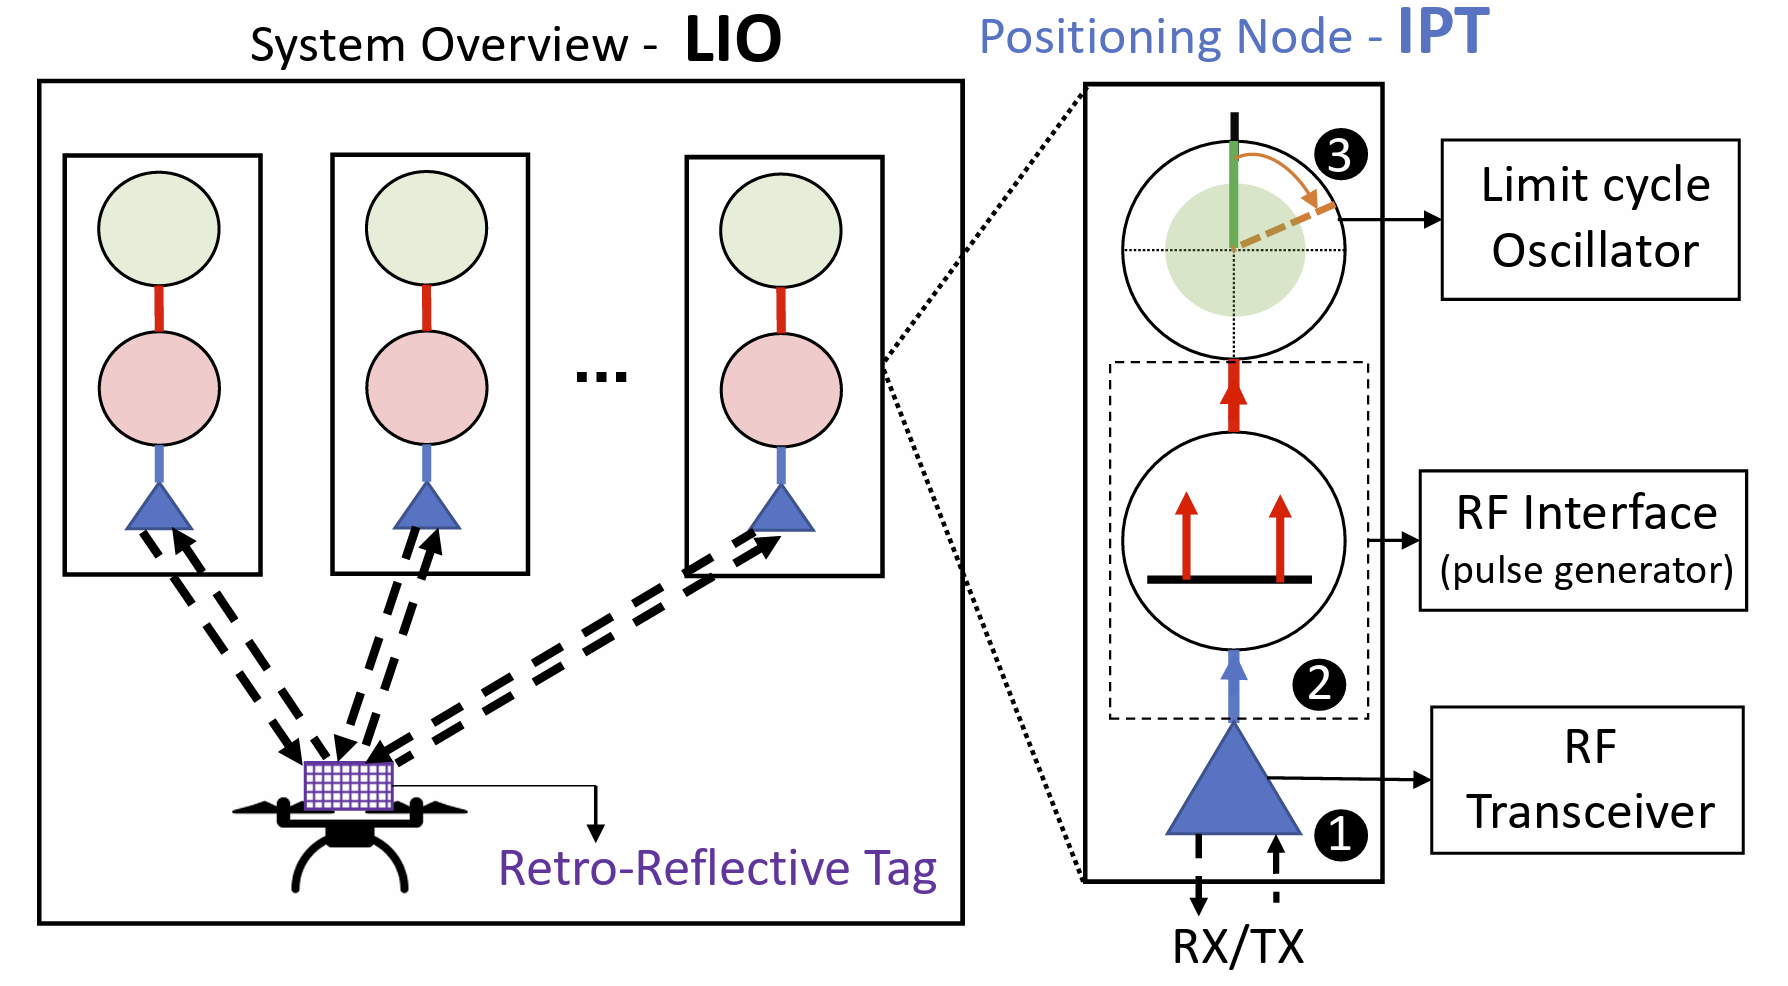 System Overview - LIO
Positioning Node - IPT
...
3
Limit cycle
Oscillator
RF Interface
(pulse generator)
2
RF
Transceiver
1
Retro-Reflective Tag
RX/TX